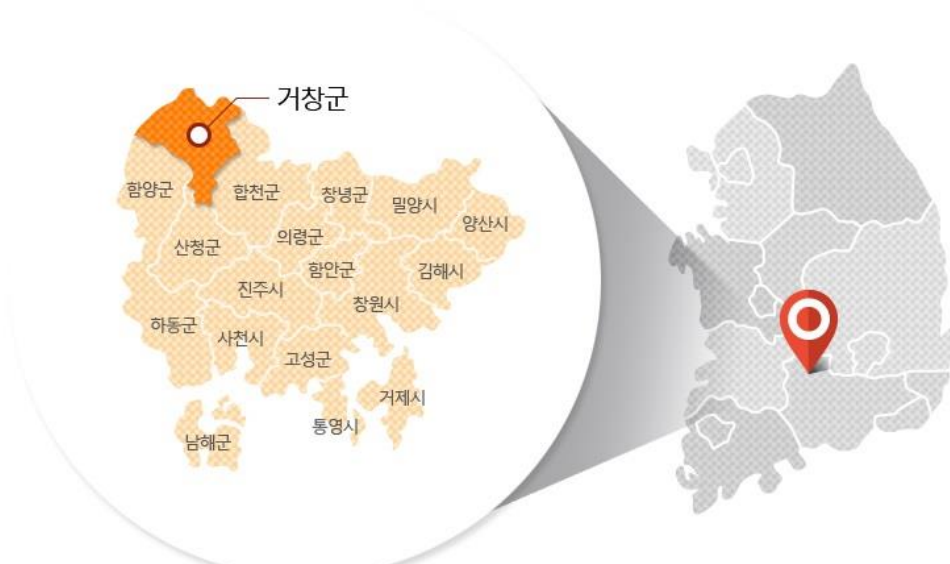 거창군
함양군
합천군
창녕군
밀양시
양산시
산청군
의령군
함안군
김해시
진주시
창원시
하동군
사천시
고성군
거제시
통영시
남해군